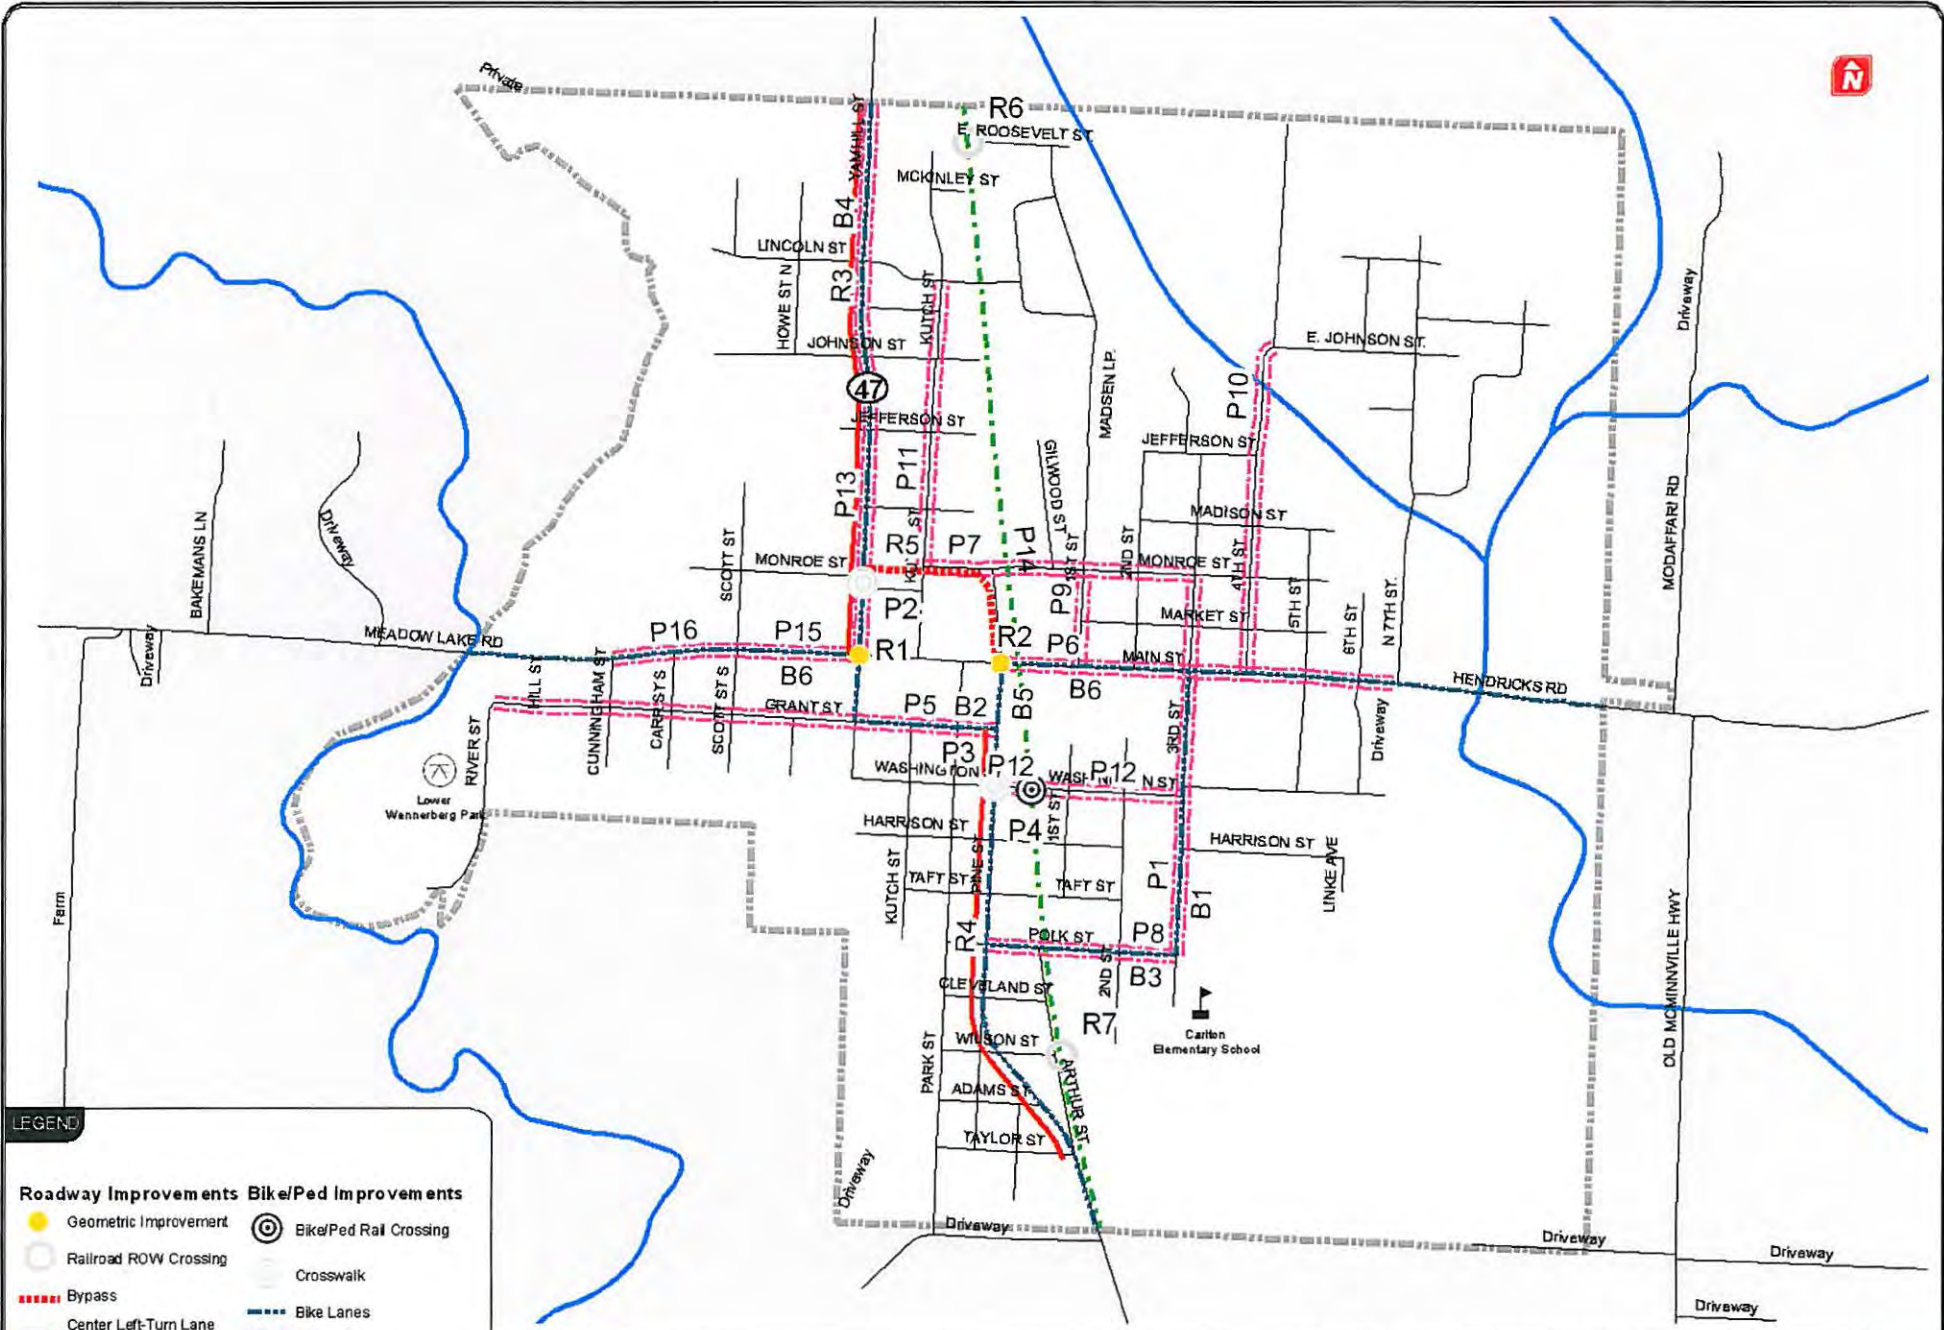 N
Private
R6
E. ROOSEVELT ST.
YAMHILL ST
MCKINLEY ST
B4
LINCOLN ST
R3
HOWE ST N
KUTCH ST
JOHNSON ST
E. JOHNSON ST.
Driveway
47
MADSEN LP.
P10
JEFFERSON ST
JEFFERSON ST
GILWOOD ST
P11
P13
BAKEMANS LN
Driveway
SCOTT ST
MADISON ST
MODAFFARI RD
P14
R5
P7
MONROE ST
1ST ST
2ND ST
MONROE ST
4TH ST
P9
P2
MARKET ST
5TH ST
6TH ST
N 7TH ST.
MEADOW LAKE RD
Driveway
P16
P15
R1
R2
P6
MAIN ST
HILL ST
CUNNINGHAM ST
CARR ST S
SCOTT ST S
B6
B6
HENDRICKS RD
GRANT ST
P5
B2
B5
3RD ST
Driveway
RIVER ST
P3
P12
WASHINGTON
P12
Lower
Wennerberg Park
HARRISON ST
P4
1ST ST
HARRISON ST
LINKE AVE
KUTCH ST
PINE ST
TAFT ST
TAFT ST
P1
B1
Farm
R4
POLK ST
P8
2ND ST
B3
OLD MCMINNVILLE HWY
CLEVELAND ST
R7
Carlton
Elementary School
PARK ST
WILSON ST
ADAMS ST
ARTHUR ST
TAYLOR ST
Driveway
Driveway
Driveway
Driveway
Driveway
LEGEND
Roadway Improvements
Geometric Improvement
Railroad ROW Crossing
Bypass
Center Left-Turn Lane
Bike/Ped Improvements
Bike/Ped Rail Crossing
Crosswalk
Bike Lanes